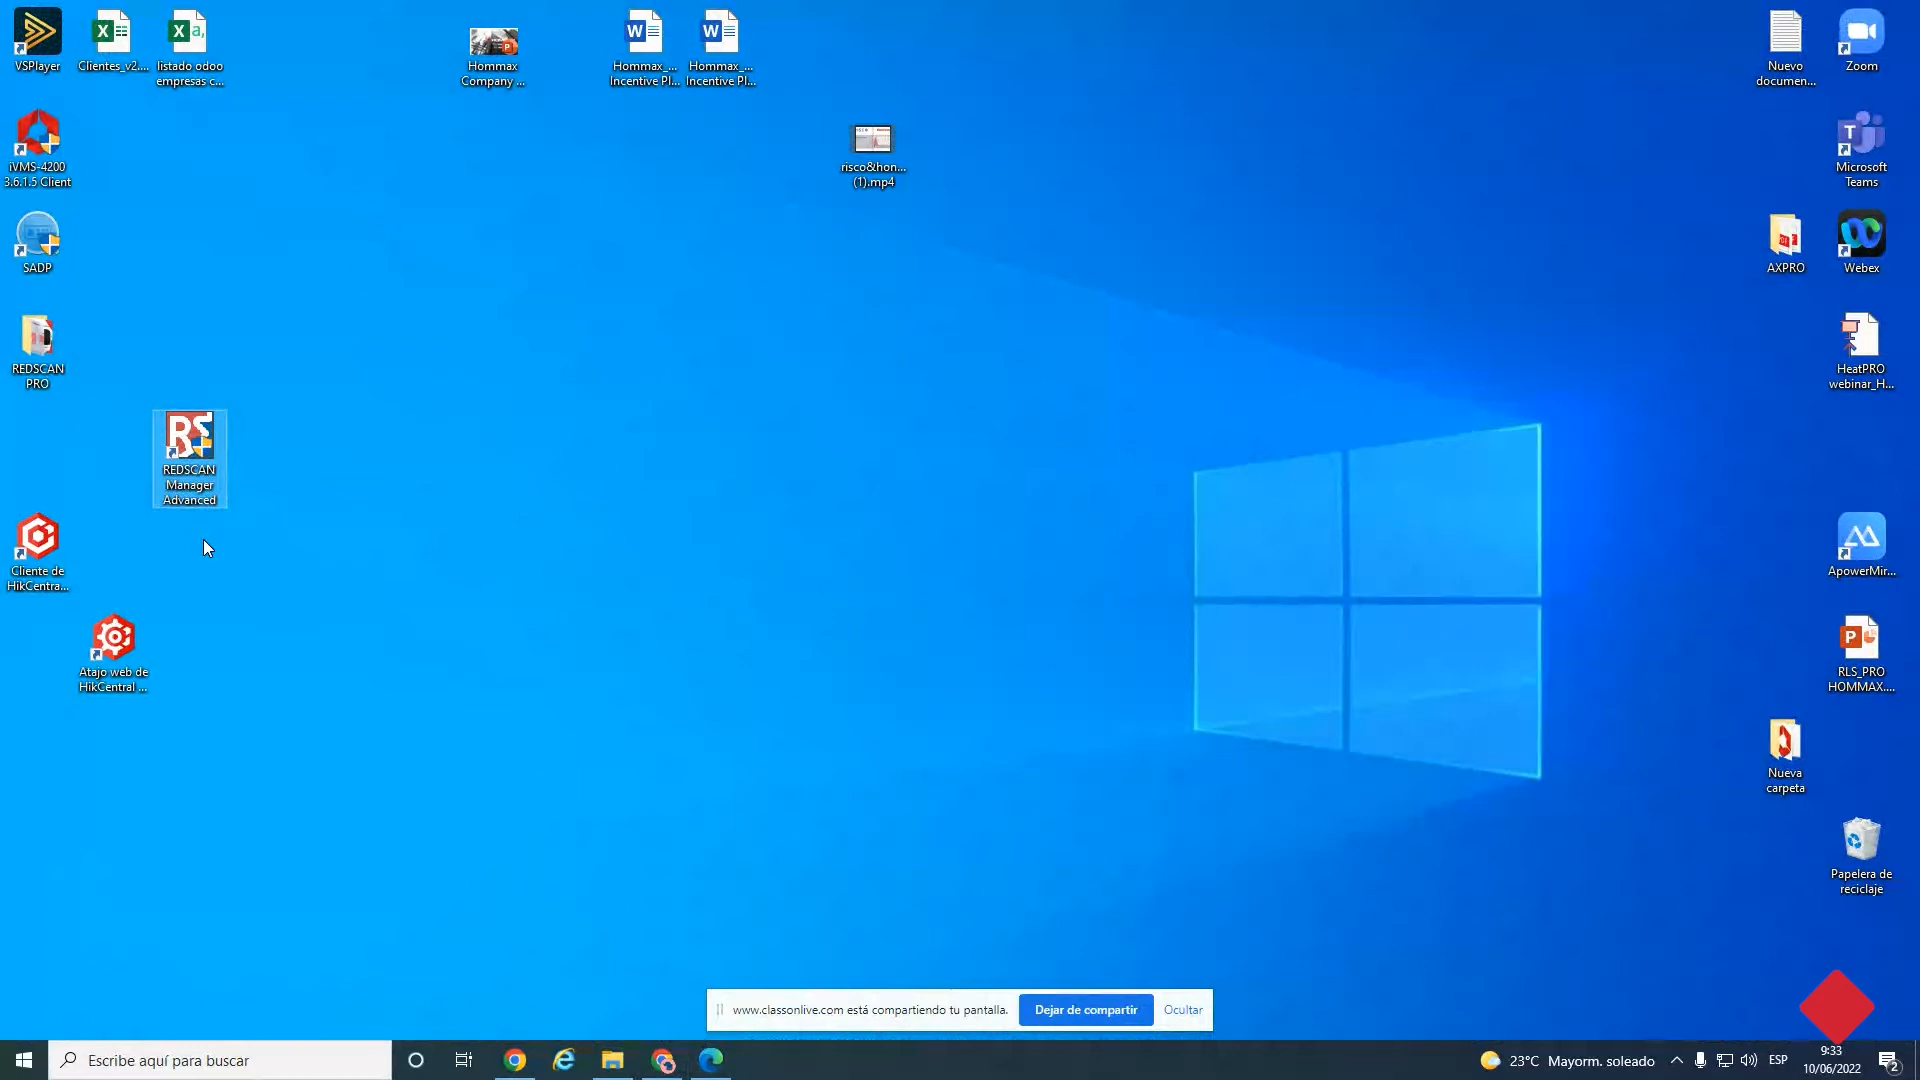 VSPlayer
Clientes_v2....
listado odoo
empresas c...
Hommax
Company ...
Hommax_...
Incentive Pl...
Hommax_...
Incentive Pl...
Nuevo
documen...
Zoom
iVMS-4200
3.6.1.5 Client
risco&hon...
(1).mp4
Microsoft
Teams
SADP
AXPRO
Webex
REDSCAN
PRO
HeatPRO
webinar_H...
RS
REDSCAN
Manager
Advanced
Cliente de
HikCentra...
ApowerMir...
Atajo web de
HikCentral ...
RLS_PRO
HOMMAX....
Nueva
carpeta
Papelera de
reciclaje
www.classonlive.com está compartiendo tu pantalla.
Dejar de compartir
Ocultar
Escribe aquí para buscar
23°C Mayorm. soleado
ESP
9:33
10/06/2022
2